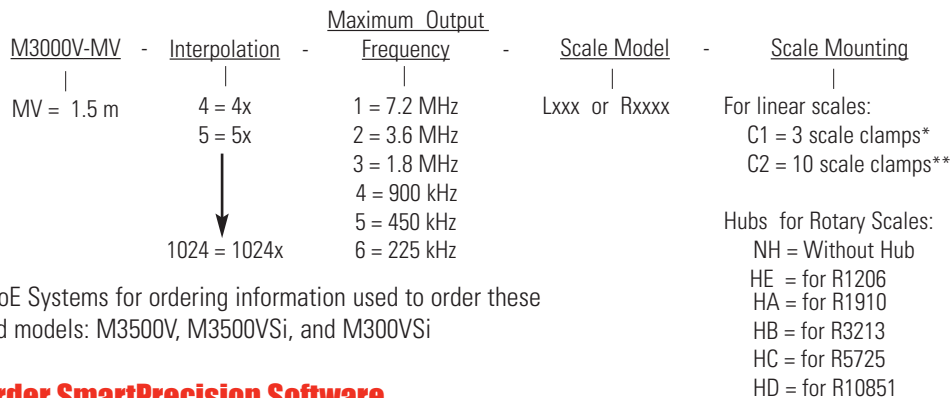 Maximum Output
M3000V-MV - Interpolation - Frequency - Scale Model - Scale Mounting
MV = 1.5 m
4 = 4x
5 = 5x
1024 = 1024x
1 = 7.2 MHz
2 = 3.6 MHz
3 = 1.8 MHz
4 = 900 kHz
5 = 450 kHz
6 = 225 kHz
Lxxx or Rxxxx
For linear scales:
C1 = 3 scale clamps*
C2 = 10 scale clamps**
Hubs for Rotary Scales:
NH = Without Hub
HE = for R1206
HA = for R1910
HB = for R3213
HC = for R5725
HD = for R10851
oE Systems for ordering information used to order these
d models: M3500V, M3500VSi, and M300VSi
rder SmartPrecision Software